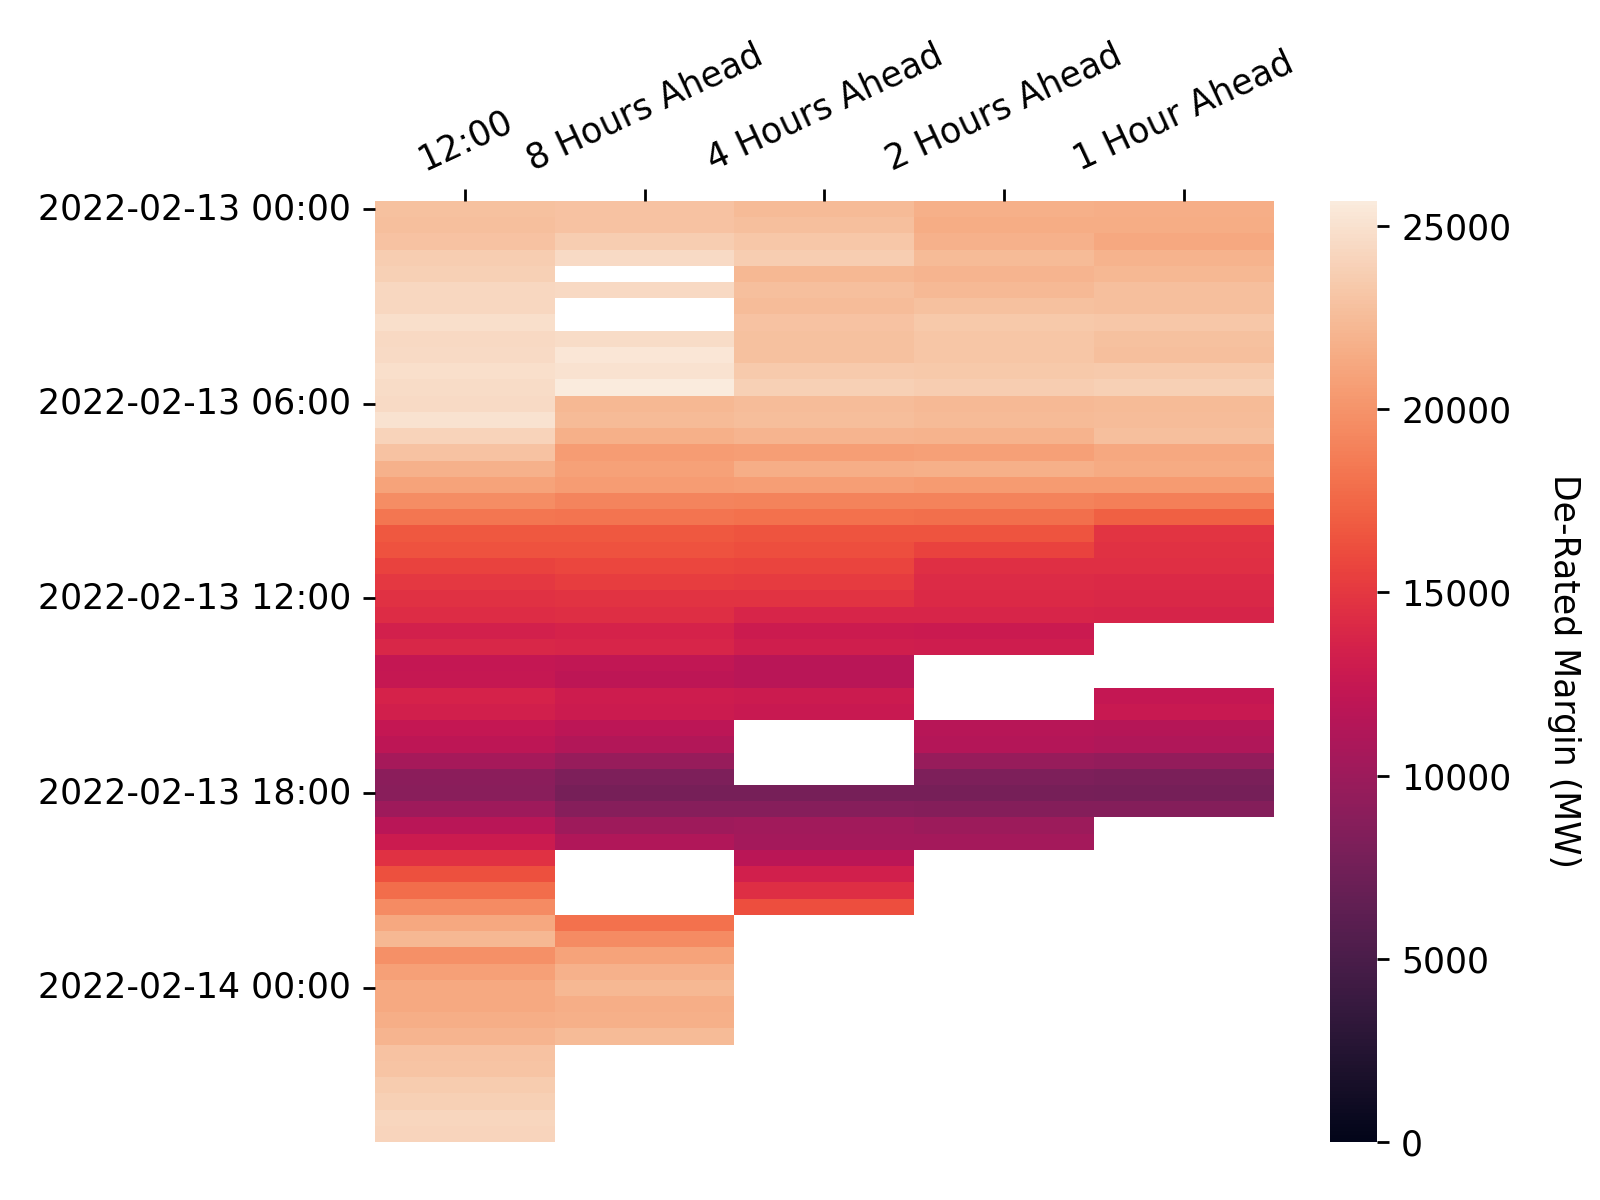 12:00
8 Hours Ahead
4 Hours Ahead
2 Hours Ahead
1 Hour Ahead
2022-02-13 00:00
2022-02-13 06:00
2022-02-13 12:00
2022-02-13 18:00
2022-02-14 00:00
25000
20000
15000
10000
5000
0
De-Rated Margin (MW)